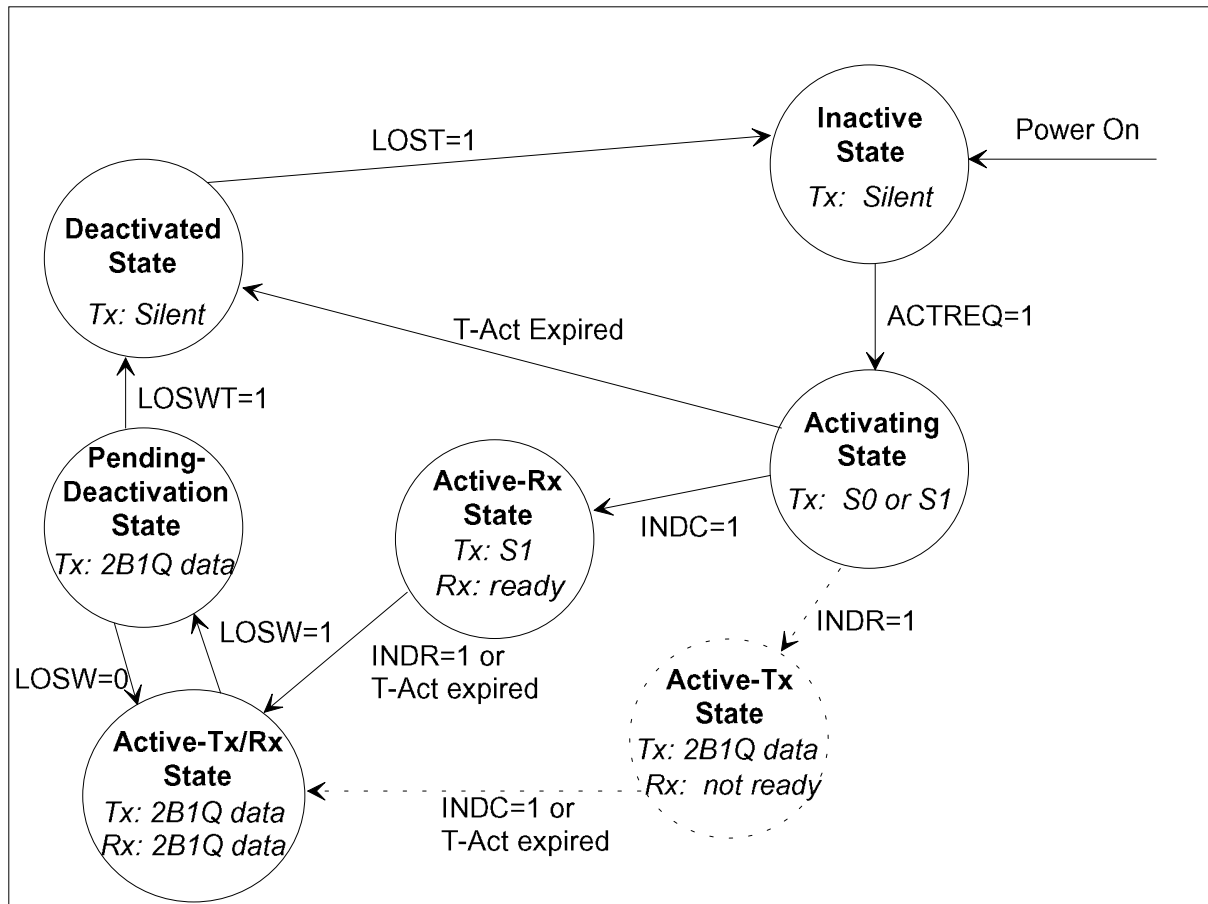 Inactive
State
Tx:  Silent
Power On
LOST=1
Deactivated
State
Tx: Silent
T-Act Expired
ACTREQ=1
LOSWT=1
Activating
State
Tx:  S0 or S1
Pending-
Deactivation
State
Tx: 2B1Q data
Active-Rx
State
Tx: S1
Rx: ready
INDC=1
LOSW=1
INDR=1
LOSW=0
INDR=1 or
T-Act expired
Active-Tx
State
Tx: 2B1Q data
Rx:  not ready
Active-Tx/Rx
State
Tx: 2B1Q data
Rx: 2B1Q data
INDC=1 or
T-Act expired